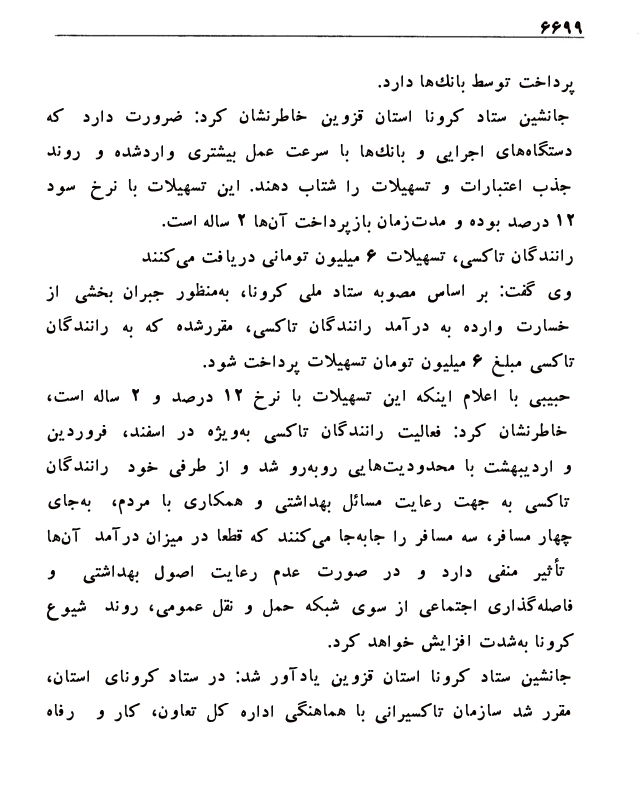 ۶۶۹۹
پرداخت توسط بانک‌ها دارد.
جانشین ستاد کرونا استان قزوین خاطرنشان کرد: ضرورت دارد که
دستگاه‌های اجرایی و بانک‌ها با سرعت عمل بیشتری واردشده و روند
جذب اعتبارات و تسهیلات را شتاب دهند. این تسهیلات با نرخ سود
۱۲ درصد بوده و مدت‌زمان بازپرداخت آن‌ها ۲ ساله است.
رانندگان تاکسی، تسهیلات ۶ میلیون تومانی دریافت می‌کنند
وی گفت: بر اساس مصوبه ستاد ملی کرونا، به‌منظور جبران بخشی از
خسارت وارده به درآمد رانندگان تاکسی، مقررشده که به رانندگان
تاکسی مبلغ ۶ میلیون تومان تسهیلات پرداخت شود.
حبیبی با اعلام اینکه این تسهیلات با نرخ ۱۲ درصد و ۲ ساله است،
خاطرنشان کرد: فعالیت رانندگان تاکسی به‌ویژه در اسفند، فروردین
و اردیبهشت با محدودیت‌هایی روبه‌رو شد و از طرفی خود رانندگان
تاکسی به جهت رعایت مسائل بهداشتی و همکاری با مردم، به‌جای
چهار مسافر، سه مسافر را جابه‌جا می‌کنند که قطعا در میزان درآمد آن‌ها
تأثیر منفی دارد و در صورت عدم رعایت اصول بهداشتی و
فاصله‌گذاری اجتماعی از سوی شبکه حمل و نقل عمومی، روند شیوع
کرونا به‌شدت افزایش خواهد کرد.
جانشین ستاد کرونا استان قزوین یادآور شد: در ستاد کرونای استان،
مقرر شد سازمان تاکسیرانی با هماهنگی اداره کل تعاون، کار و رفاه